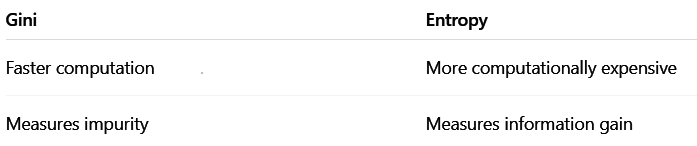 Gini Entropy
Faster computation More computationally expensive
Measures impurity Measures information gain